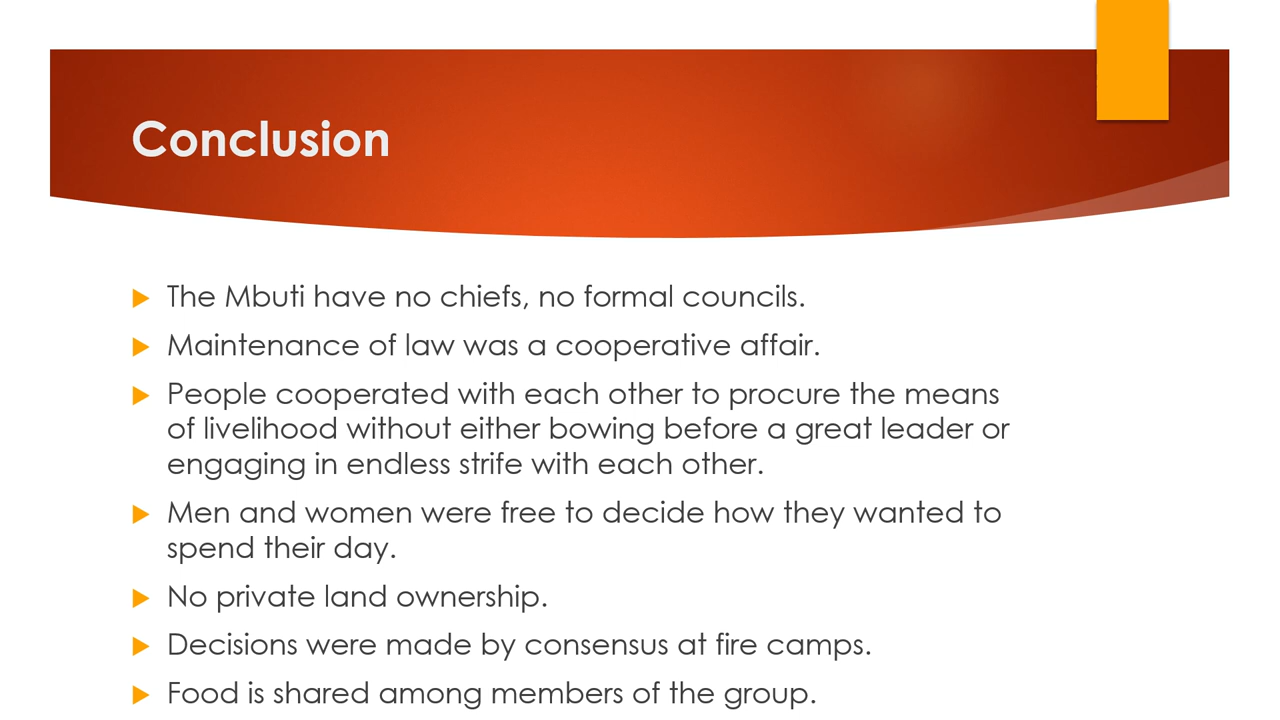 Conclusion
The Mbuti have no chiefs, no formal councils.
Maintenance of law was a cooperative affair.
People cooperated with each other to procure the means
of livelihood without either bowing before a great leader or
engaging in endless strife with each other.
Men and women were free to decide how they wanted to
spend their day.
No private land ownership.
Decisions were made by consensus at fire camps.
Food is shared among members of the group.